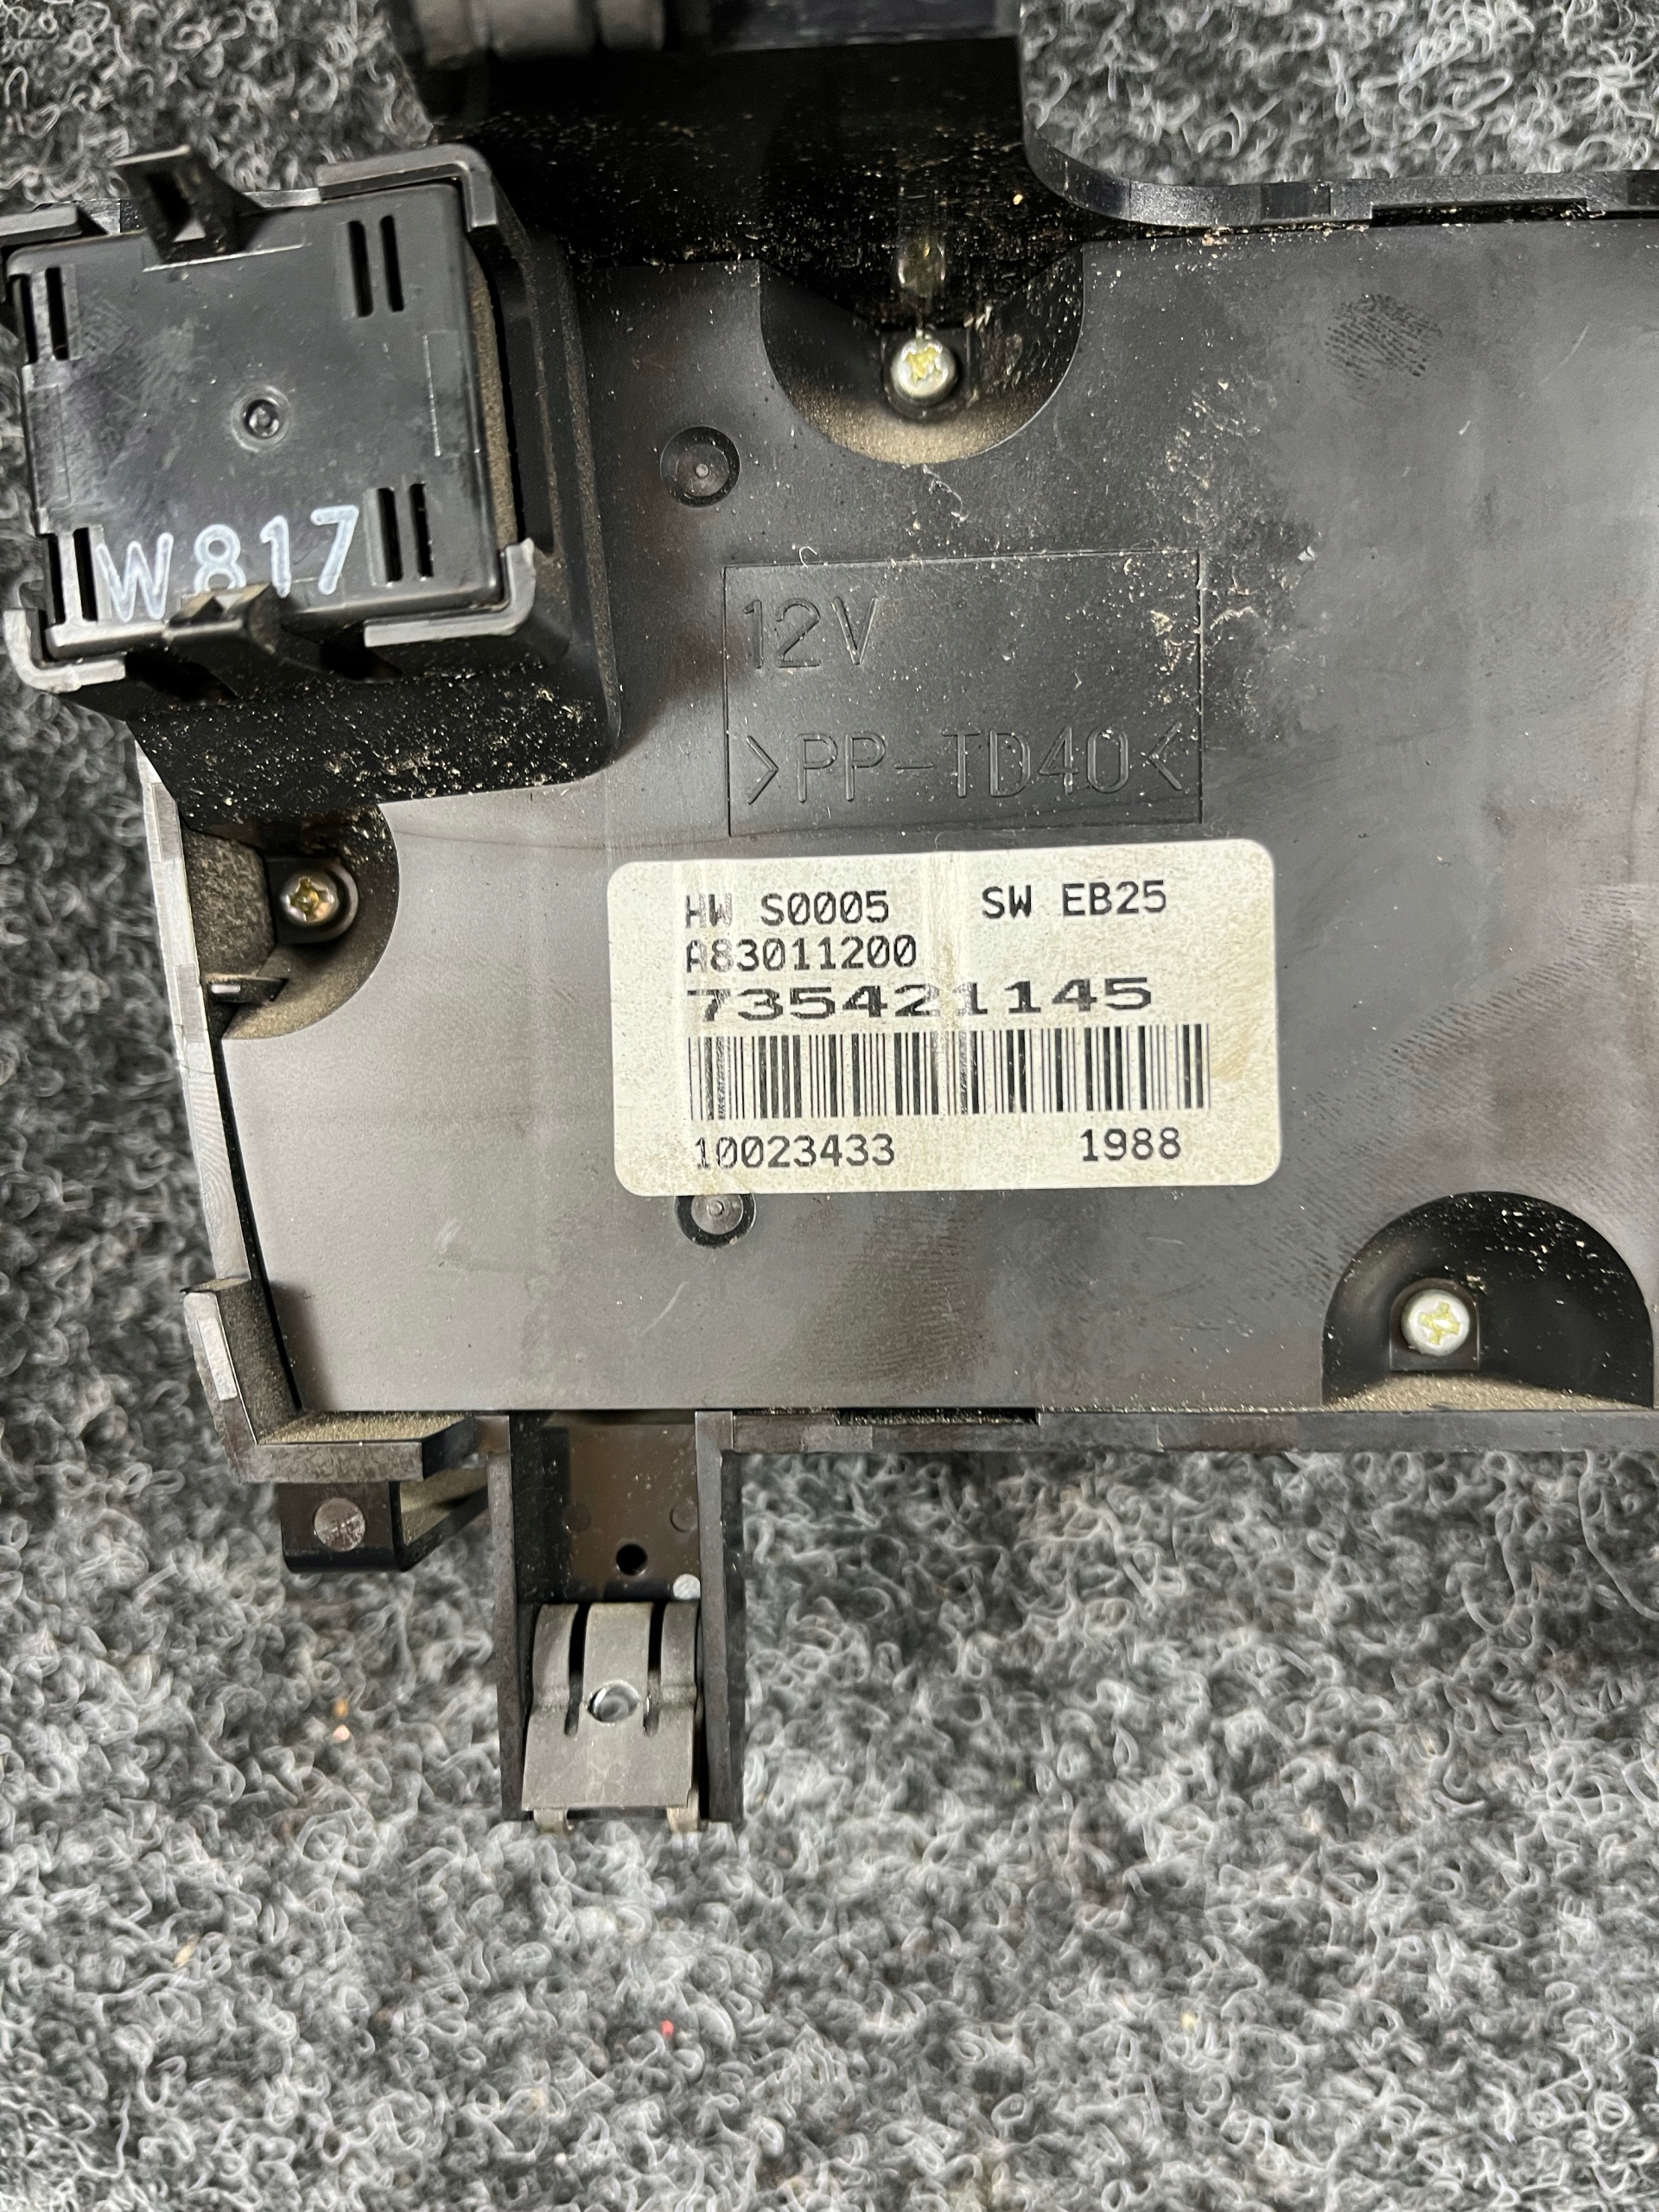 W817
12V
>PP-TD40<
HW S0005 SW EB25
A83011200
735421145
10023433 1988